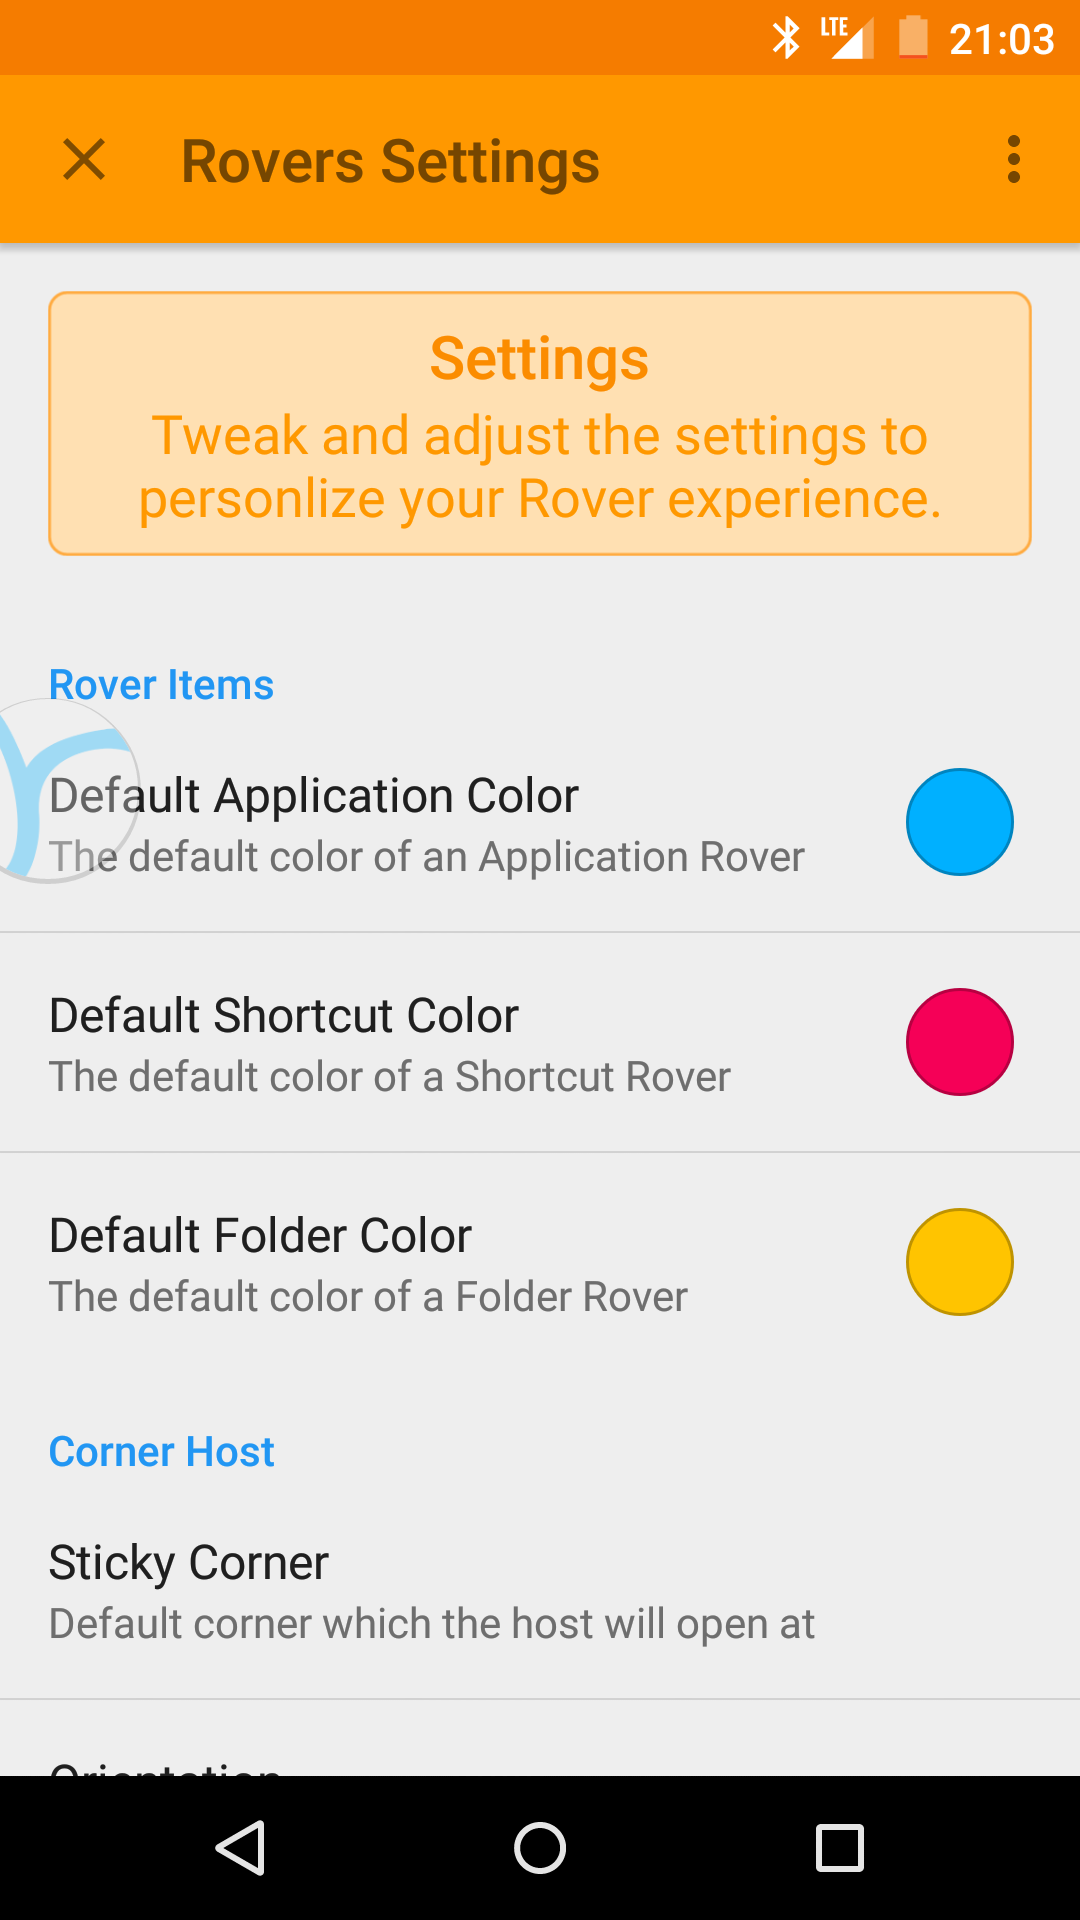 LTE 21:03
Rovers Settings
Settings
Tweak and adjust the settings to
personlize your Rover experience.
Rover Items
Default Application Color
The default color of an Application Rover
Default Shortcut Color
The default color of a Shortcut Rover
Default Folder Color
The default color of a Folder Rover
Corner Host
Sticky Corner
Default corner which the host will open at
Orientation